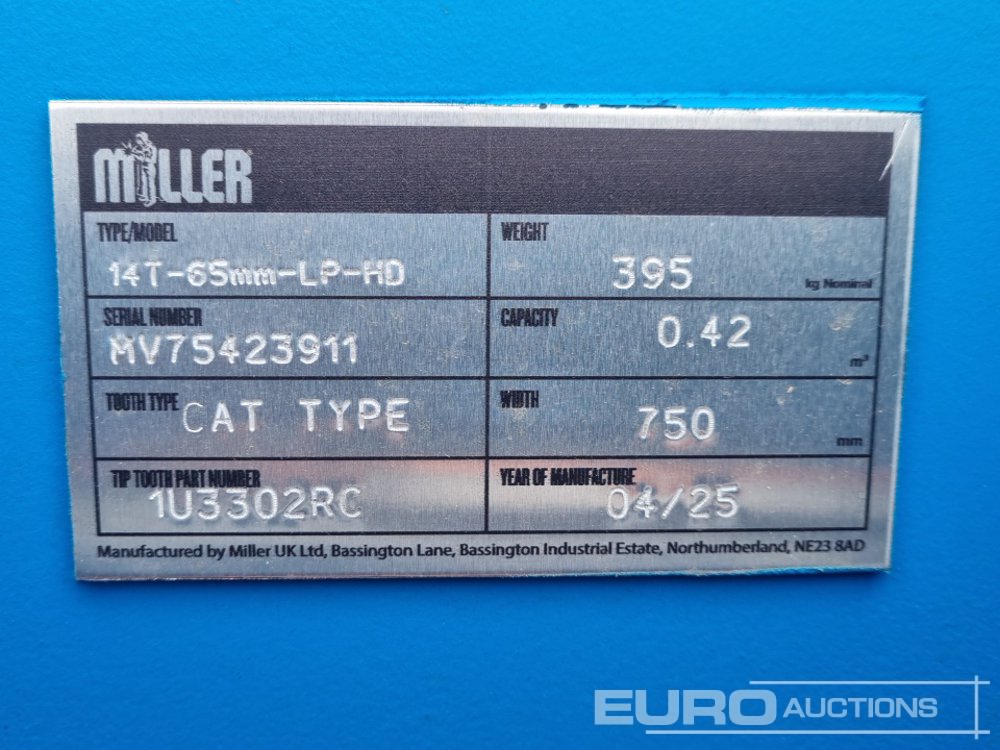 MILLER
TYPE/MODEL
14T-65mm-LP-HD
WEIGHT
395
kg Nominal
SERIAL NUMBER
MV75423911
CAPACITY
0.42
m³
TOOTH TYPE
CAT TYPE
WIDTH
750
mm
TIP TOOTH PART NUMBER
1U3302RC
YEAR OF MANUFACTURE
04/25
Manufactured by Miller UK Ltd, Bassington Lane, Bassington Industrial Estate, Northumberland, NE23 8AD
EURO AUCTIONS